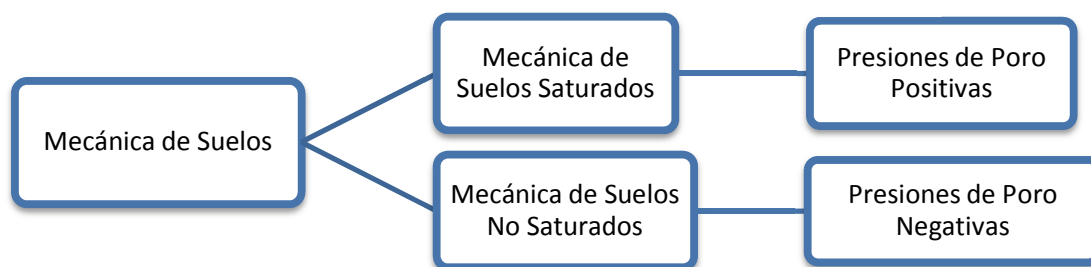 Mecánica de Suelos
Mecánica de
Suelos Saturados
Presiones de Poro
Positivas
Mecánica de Suelos
No Saturados
Presiones de Poro
Negativas